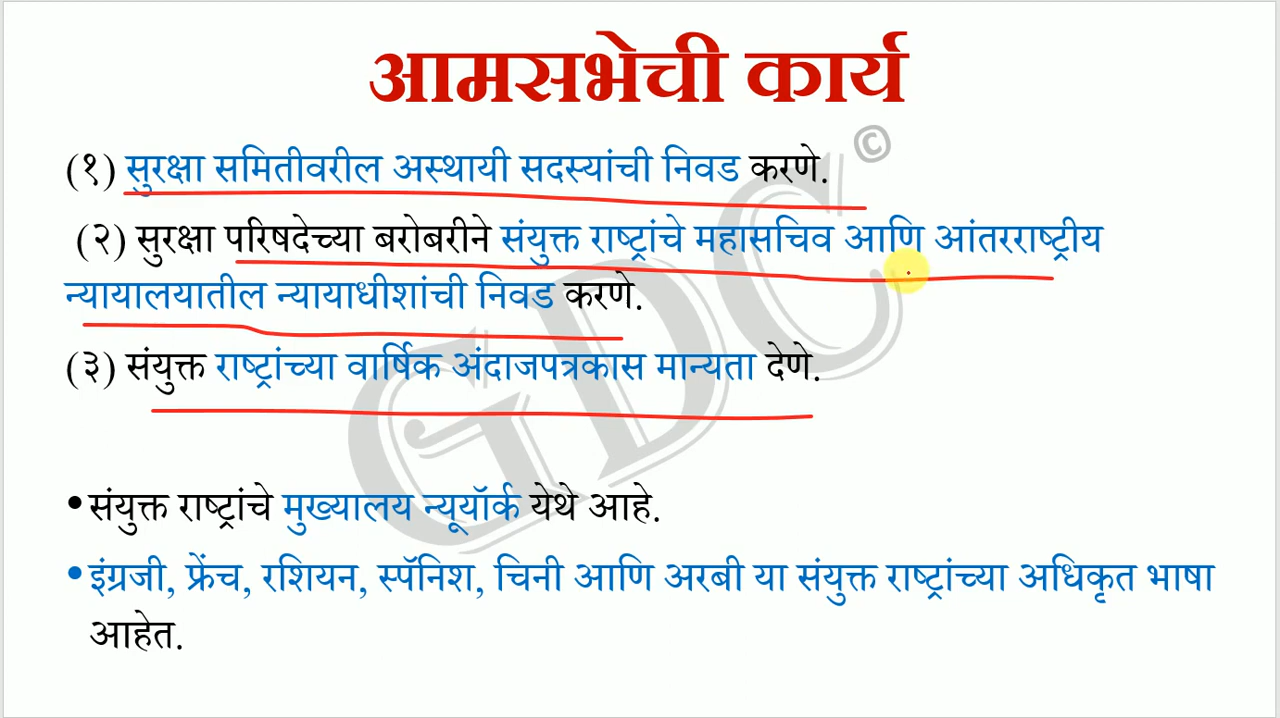 आमसभेची कार्य
©
(१) सुरक्षा समितीवरील अस्थायी सदस्यांची निवड करणे.
(२) सुरक्षा परिषदेच्या बरोबरीने संयुक्त राष्ट्रांचे महासचिव आणि आंतरराष्ट्रीय
न्यायालयातील न्यायाधीशांची निवड करणे.
(३) संयुक्त राष्ट्रांच्या वार्षिक अंदाजपत्रकास मान्यता देणे.
GDC
•संयुक्त राष्ट्रांचे मुख्यालय न्यूयॉर्क येथे आहे.
•इंग्रजी, फ्रेंच, रशियन, स्पॅनिश, चिनी आणि अरबी या संयुक्त राष्ट्रांच्या अधिकृत भाषा
आहेत.